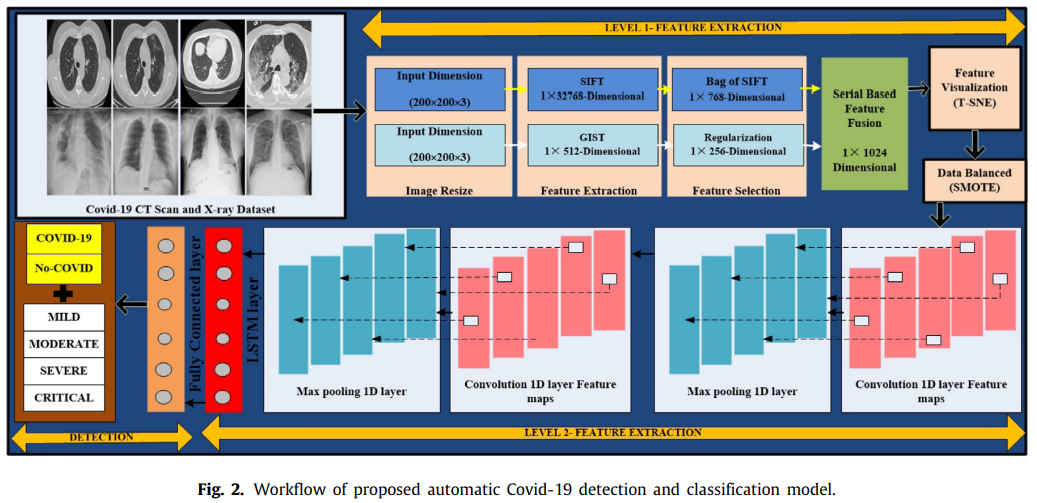 LEVEL 1- FEATURE EXTRACTION
Covid-19 CT Scan and X-ray Dataset
Input Dimension
(200×200×3)
SIFT
1×32768-Dimensional
Bag of SIFT
1× 768-Dimensional
Input Dimension
(200×200×3)
GIST
1× 512-Dimensional
Regularization
1× 256-Dimensional
Image Resize
Feature Extraction
Feature Selection
Serial Based
Feature
Fusion
1× 1024
Dimensional
Feature
Visualization
(T-SNE)
Data Balanced
(SMOTE)
COVID-19
No-COVID
MILD
MODERATE
SEVERE
CRITICAL
Fully Connected layer
LSTM layer
Max pooling 1D layer
Convolution 1D layer Feature
maps
Max pooling 1D layer
Convolution 1D layer Feature
maps
DETECTION
LEVEL 2- FEATURE EXTRACTION
Fig. 2. Workflow of proposed automatic Covid-19 detection and classification model.